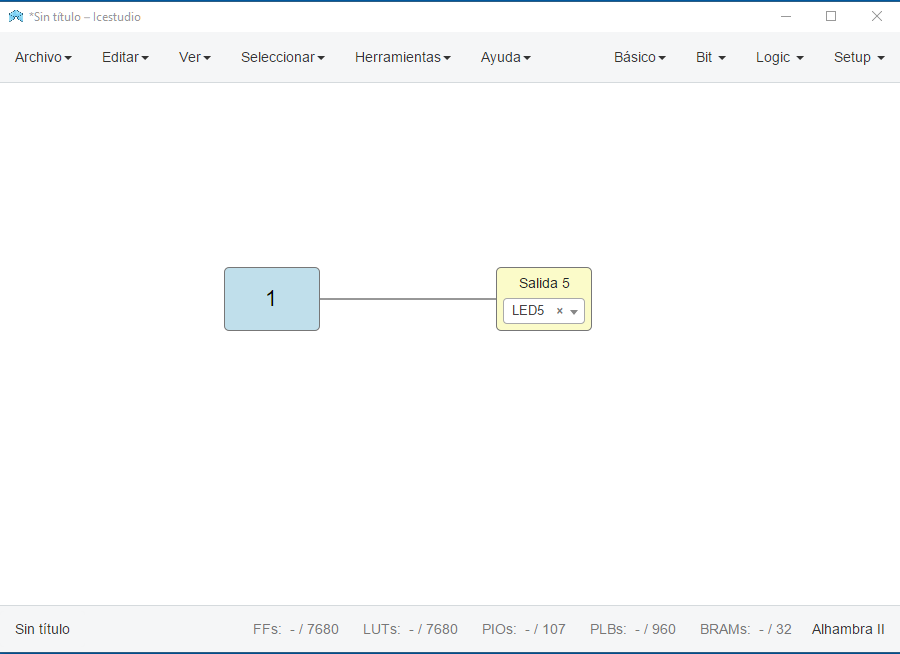 *Sin título – Icestudio
Archivo Editar Ver Seleccionar Herramientas Ayuda Básico Bit Logic Setup
1
Salida 5
LED5 ×
Sin título FFs: - / 7680 LUTs: - / 7680 PIOs: - / 107 PLBs: - / 960 BRAMs: - / 32 Alhambra II